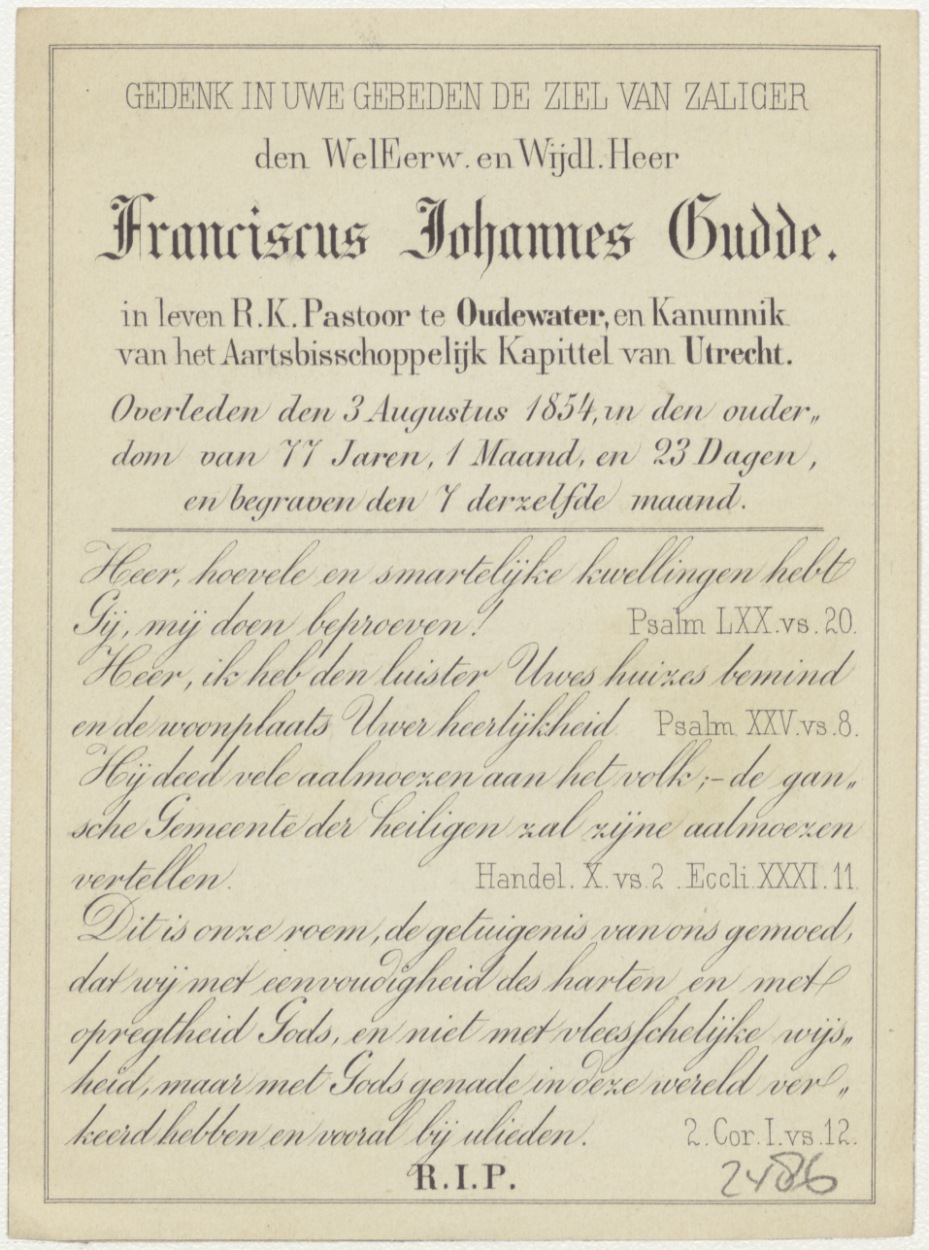 GEDENK IN UWE GEBEDEN DE ZIEL VAN ZALIGER
den WelEerw. en Wijdl. Heer
Franciscus Johannes Gudde.
in leven R.K. Pastoor te Oudewater, en Kanunnik
van het Aartsbisschoppelijk Kapittel van Utrecht.
Overleden den 3 Augustus 1854, in den ouder„
dom van 77 Jaren, 1 Maand, en 23 Dagen,
en begraven den 7 derzelfde maand.
Heer, hoevele en smartelijke kwellingen hebt
Gij, mij doen beproeven! Psalm LXX. vs. 20.
Heer, ik heb den luister Uwes huizes bemind
en de woonplaats Uwer heerlijkheid. Psalm XXV. vs. 8.
Hij deed vele aalmoezen aan het volk;– de gan„
sche Gemeente der heiligen zal zijne aalmoezen
vertellen. Handel. X. vs. 2. Eccli. XXXI. 11.
Dit is onze roem, de getuigenis van ons gemoed,
dat wij met eenvoudigheid des harten en met
opregtheid Gods, en niet met vleesschelijke wijs„
heid, maar met Gods genade in deze wereld ver„
keerd hebben en vooral bij ulieden. 2. Cor. I. vs. 12.
R.I.P.
2486